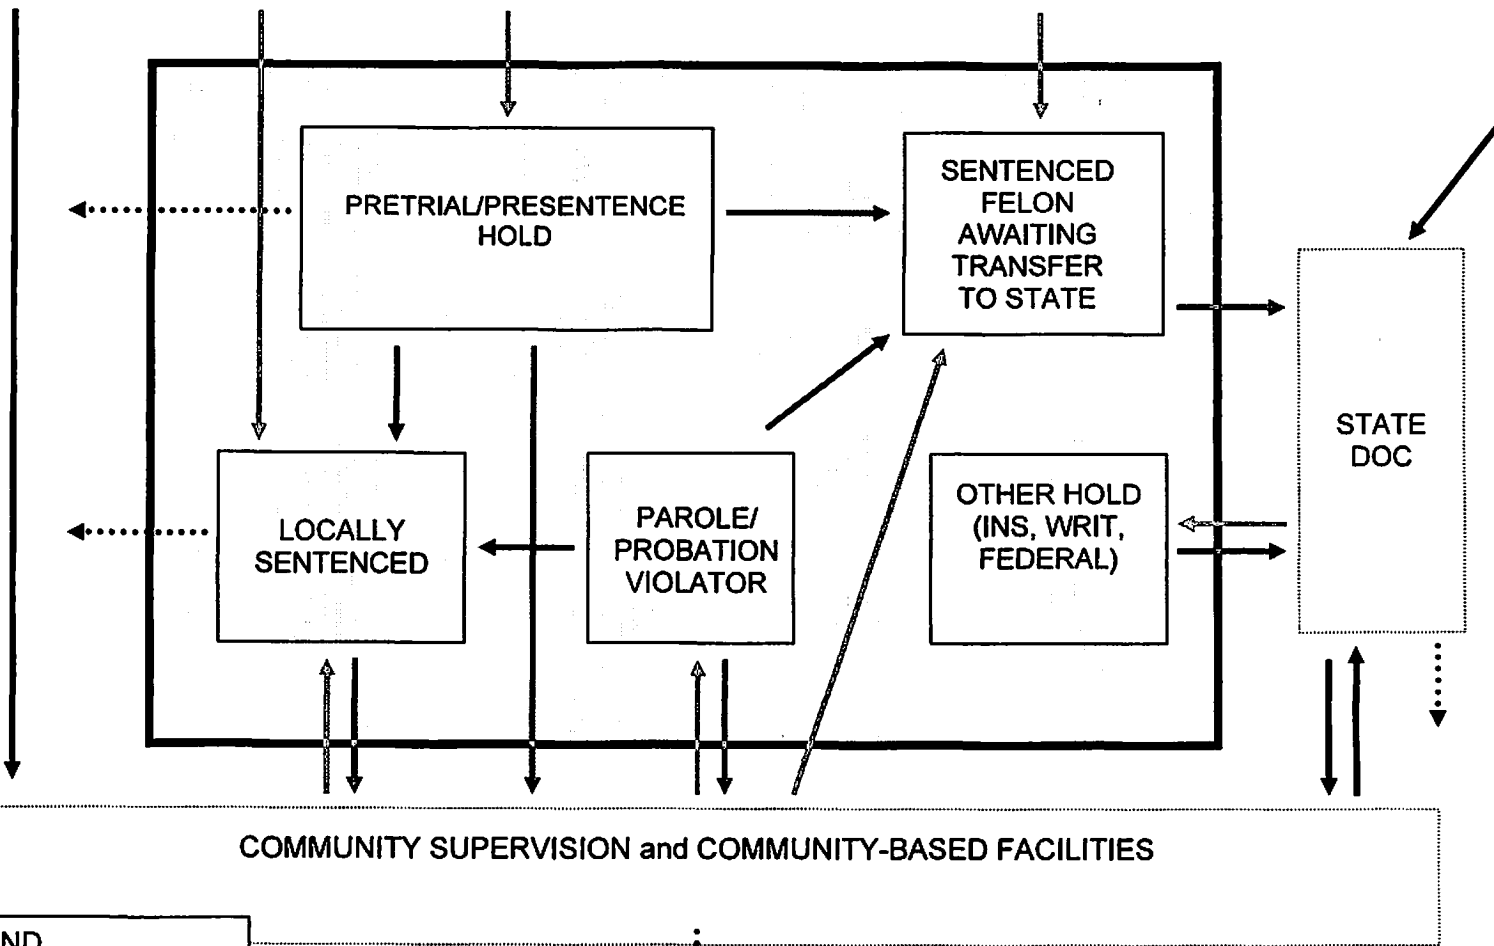 PRETRIAL/PRESENTENCE
HOLD
SENTENCED
FELON
AWAITING
TRANSFER
TO STATE
STATE
DOC
LOCALLY
SENTENCED
PAROLE/
PROBATION
VIOLATOR
OTHER HOLD
(INS, WRIT,
FEDERAL)
COMMUNITY SUPERVISION and COMMUNITY-BASED FACILITIES
ND